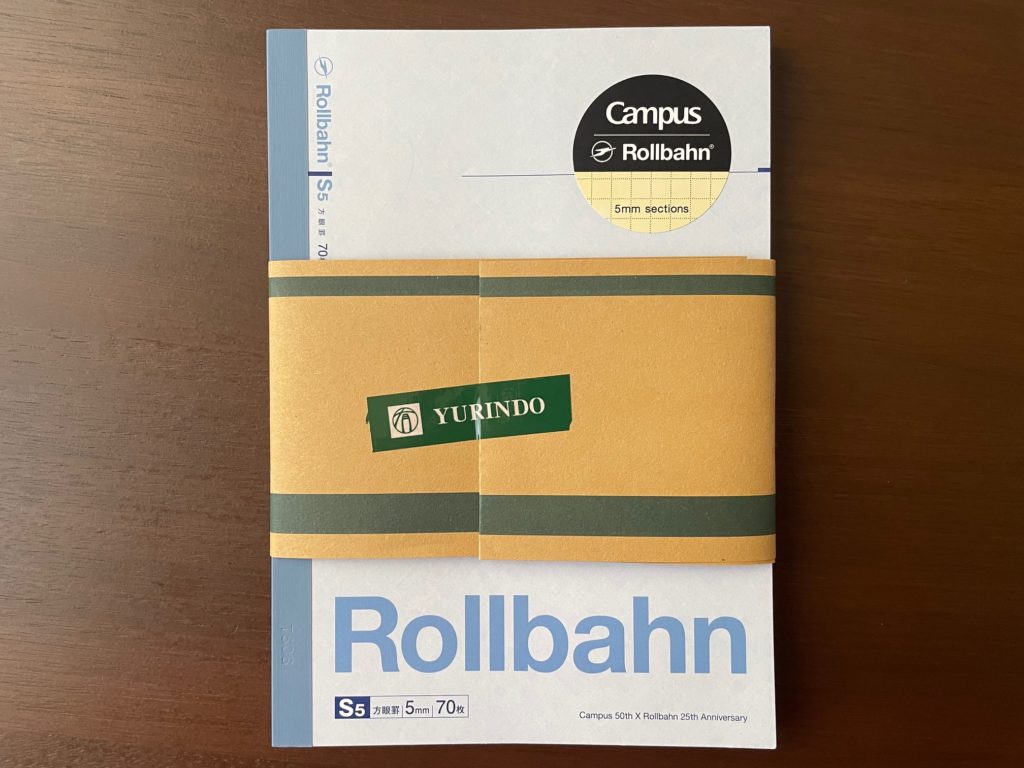 Rollbahn® S5 方眼罫 70
Campus
Rollbahn®
5mm sections
YURINDO
Rollbahn
S5 方眼罫 5mm 70枚
Campus 50th X Rollbahn 25th Anniversary